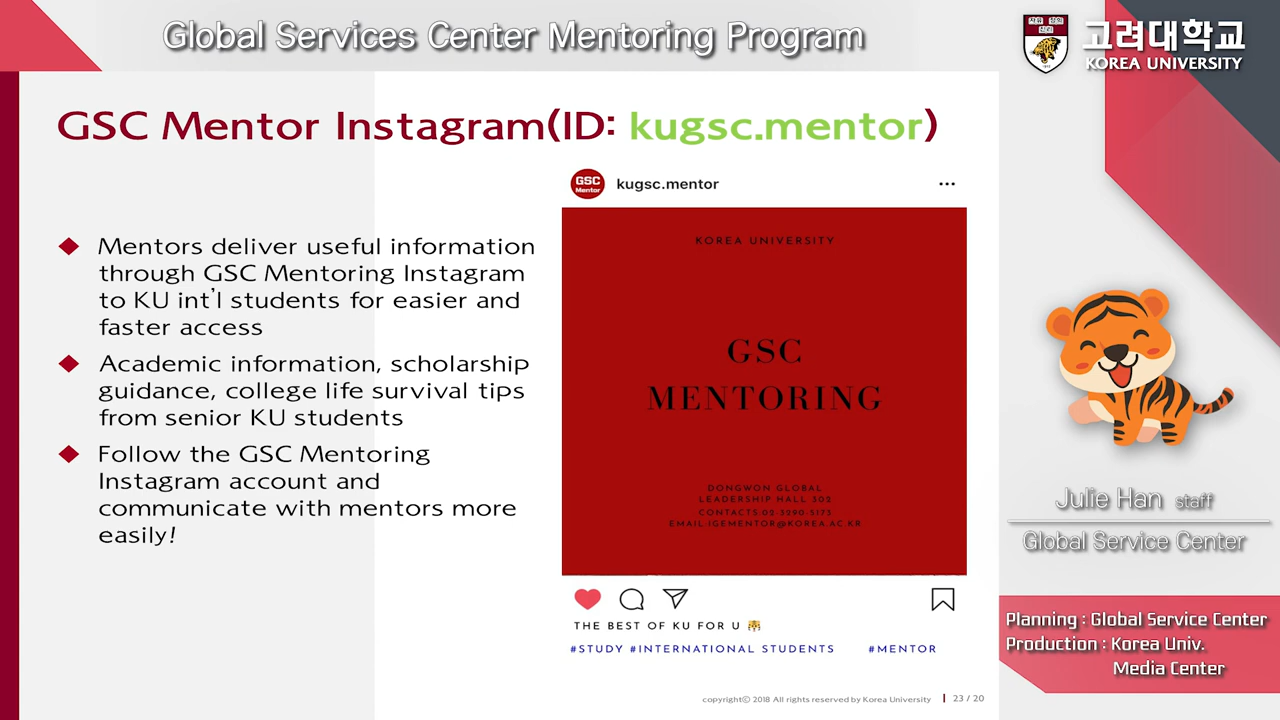 Global Services Center Mentoring Program
고려대학교
KOREA UNIVERSITY
GSC Mentor Instagram(ID: kugsc.mentor)
Mentors deliver useful information
through GSC Mentoring Instagram
to KU int'l students for easier and
faster access
Academic information, scholarship
guidance, college life survival tips
from senior KU students
Follow the GSC Mentoring
Instagram account and
communicate with mentors more
easily!
GSC
Mentor
kugsc.mentor
KOREA UNIVERSITY
GSC
MENTORING
DONGWON GLOBAL
LEADERSHIP HALL 302
CONTACTS:02-3290-5173
EMAIL:IGEMENTOR@KOREA.AC.KR
THE BEST OF KU FOR U
#STUDY #INTERNATIONAL STUDENTS #MENTOR
copyrightⓒ 2018 All rights reserved by Korea University
23 / 20
Julie Han staff
Global Service Center
Planning : Global Service Center
Production : Korea Univ.
Media Center